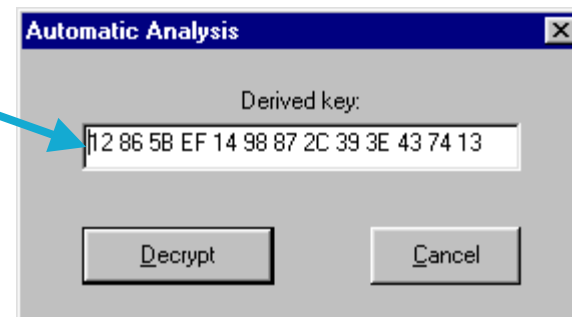 Automatic Analysis
Derived key:
12 86 5B EF 14 98 87 2C 39 3E 43 74 13
Decrypt Cancel